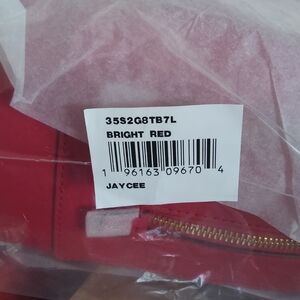 35S2G8TB7L
BRIGHT RED
1 96163 09670 4
JAYCEE